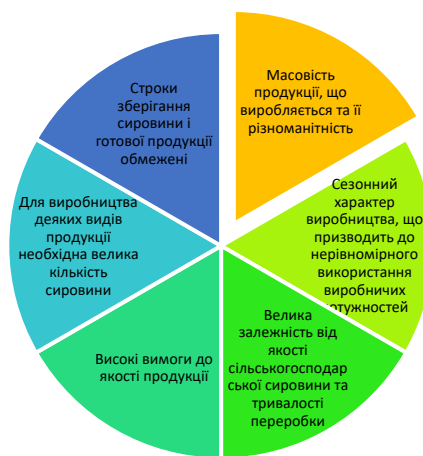 Масовість
продукції, що
виробляється та її
різноманітність
Сезонний
характер
виробництва, що
призводить до
нерівномірного
використання
виробничих
потужностей
Велика
залежність від
якості
сільськогосподар
ської сировини та
тривалості
переробки
Високі вимоги до
якості продукції
Для виробництва
деяких видів
продукції
необхідна велика
кількість
сировини
Строки
зберігання
сировини і
готової продукції
обмежені